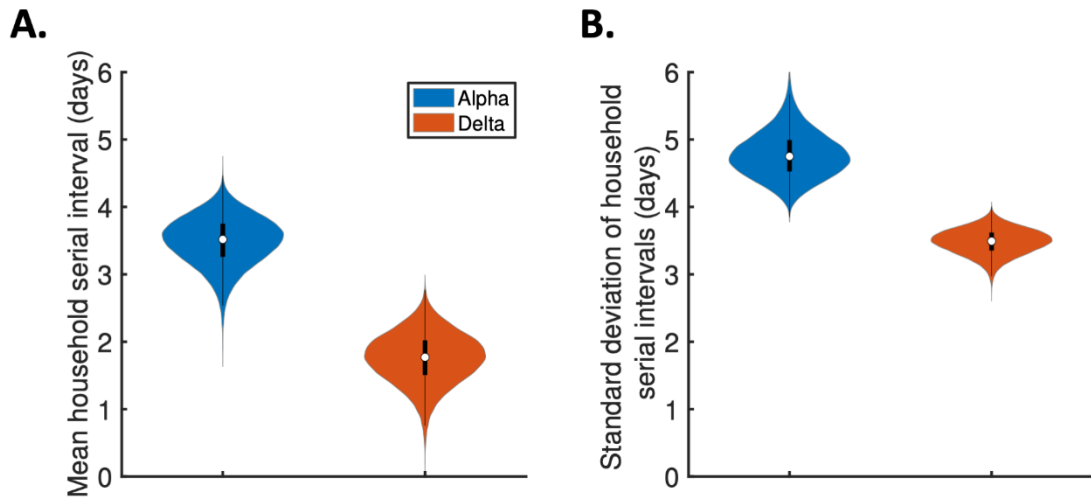 A.
Mean household serial interval (days)
6
5
4
3
2
1
0
Alpha
Delta
B.
Standard deviation of household
serial intervals (days)
6
5
4
3
2
1
0